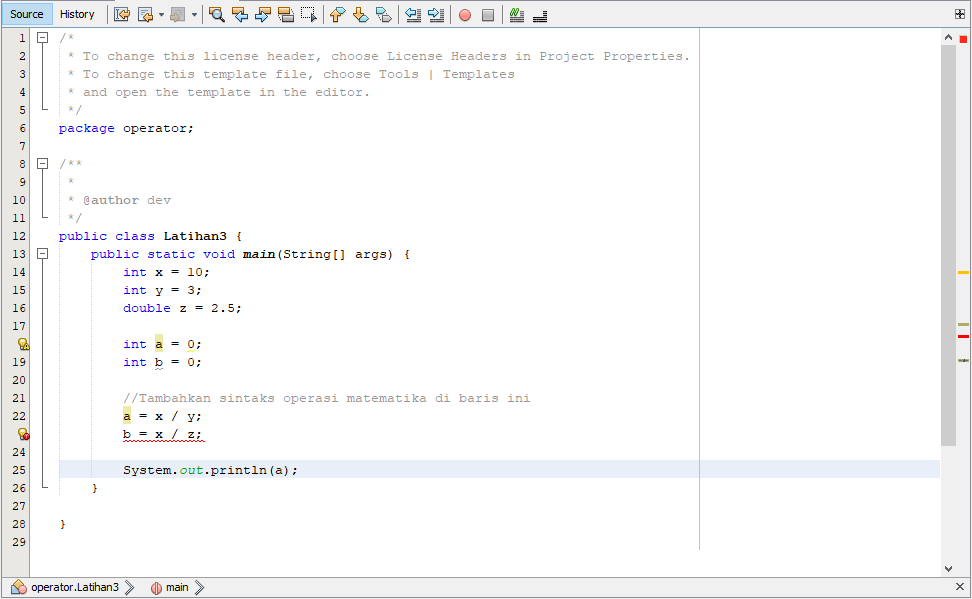 Source History
1 /*
2 * To change this license header, choose License Headers in Project Properties.
3 * To change this template file, choose Tools | Templates
4 * and open the template in the editor.
5 */
6 package operator;
7
8 /**
9 *
10 * @author dev
11 */
12 public class Latihan3 {
13 public static void main(String[] args) {
14 int x = 10;
15 int y = 3;
16 double z = 2.5;
17
int a = 0;
19 int b = 0;
20
21 //Tambahkan sintaks operasi matematika di baris ini
22 a = x / y;
b = x / z;
24
25 System.out.println(a);
26 }
27
28 }
29
operator.Latihan3 main